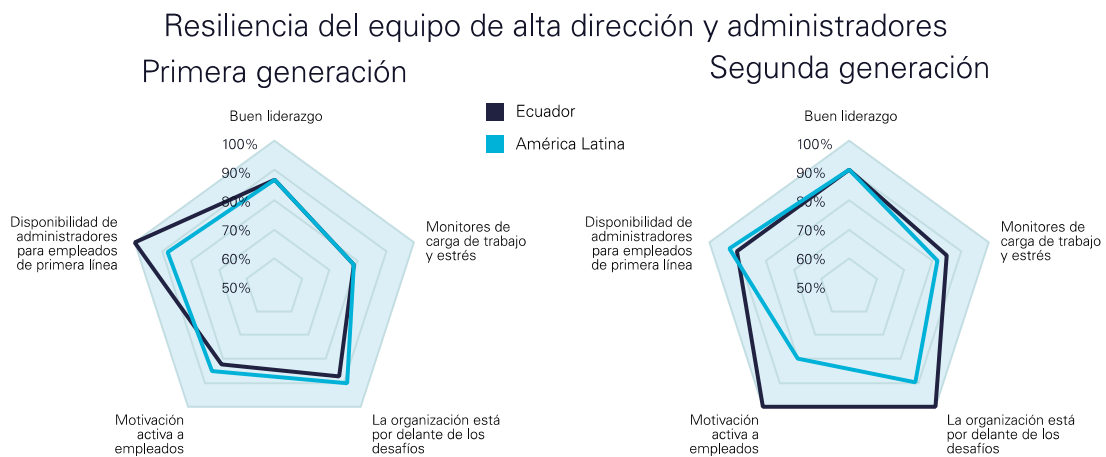 Resiliencia del equipo de alta dirección y administradores
Primera generación
Segunda generación
Ecuador
América Latina
Buen liderazgo
100%
90%
80%
70%
60%
50%
Disponibilidad de
administradores
para empleados
de primera línea
Monitores de
carga de trabajo
y estrés
Motivación
activa a
empleados
La organización está
por delante de los
desafíos
Buen liderazgo
100%
90%
80%
70%
60%
50%
Disponibilidad de
administradores
para empleados
de primera línea
Monitores de
carga de trabajo
y estrés
Motivación
activa a
empleados
La organización está
por delante de los
desafíos